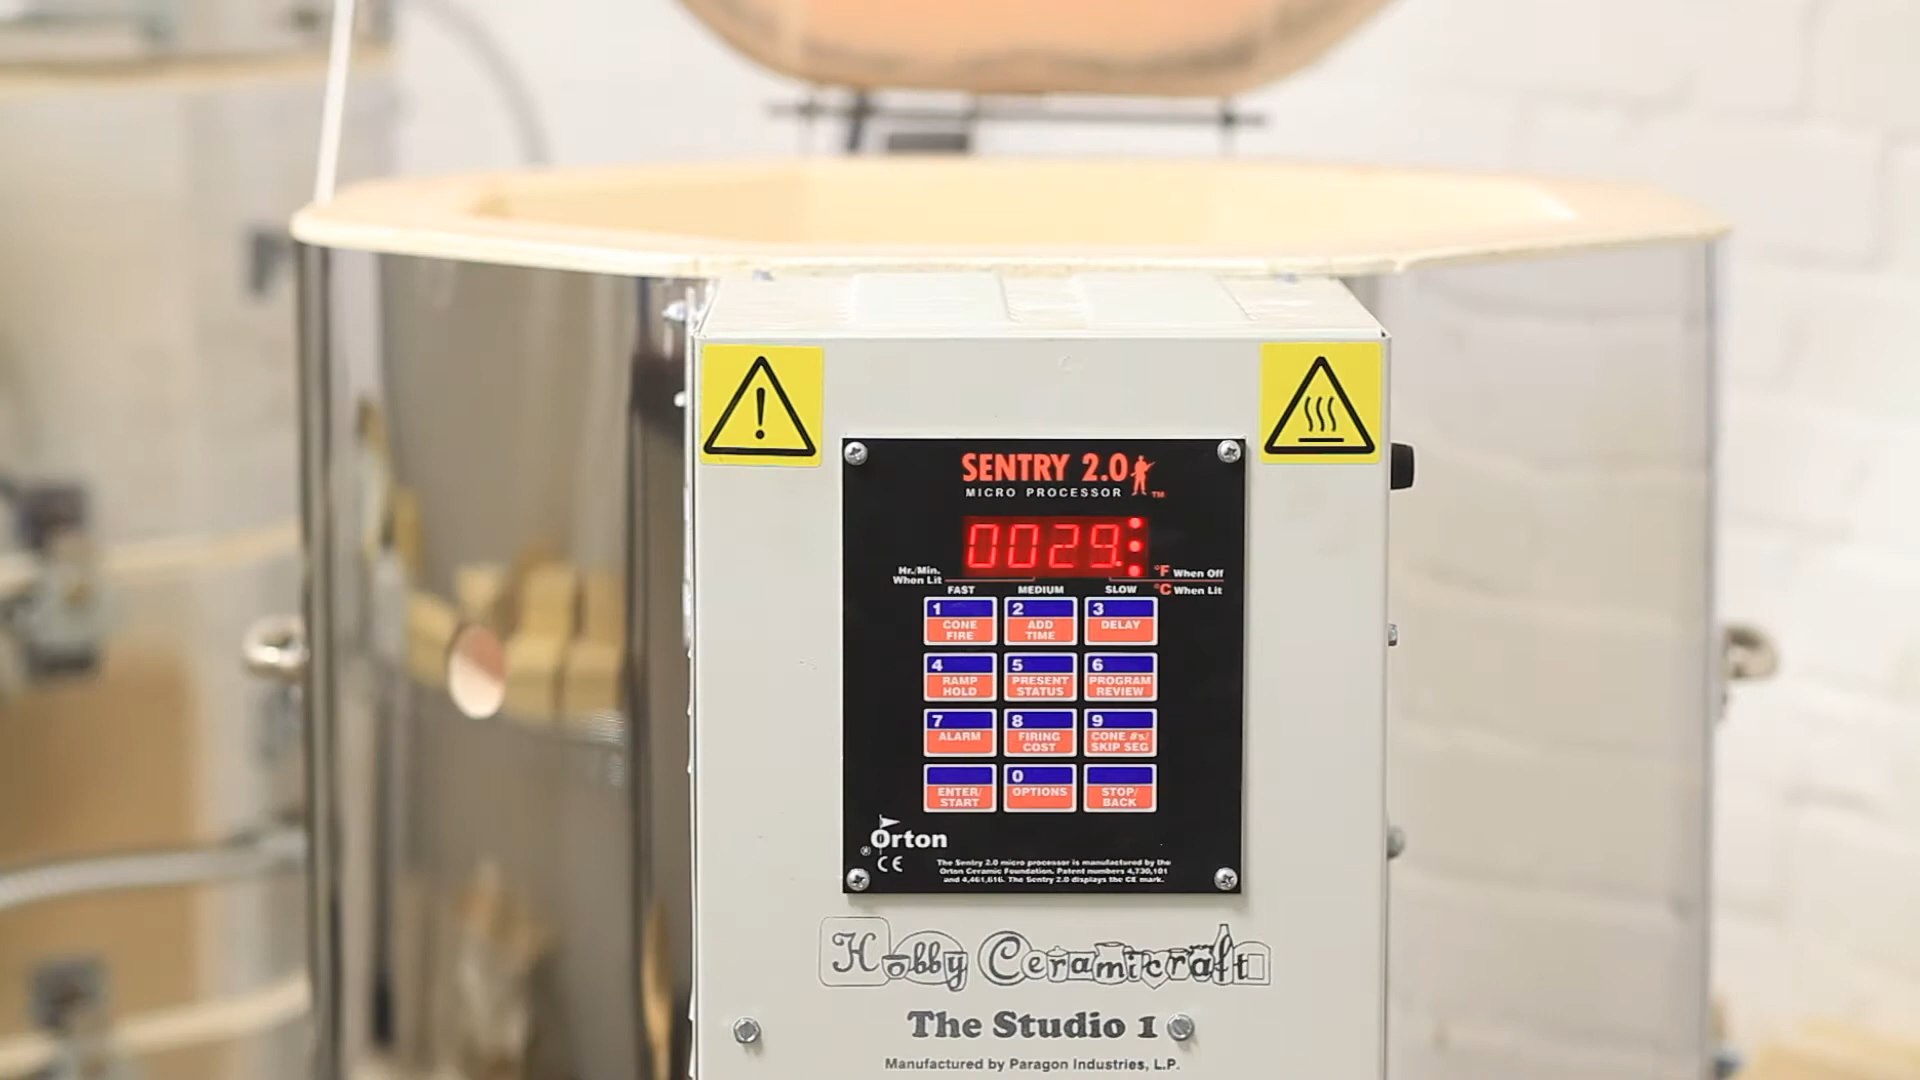 SENTRY 2.0
MICRO PROCESSOR TM
0029.
Hr./Min.
When Lit
°F When Off
°C When Lit
FAST MEDIUM SLOW
1 2 3
CONE FIRE ADD TIME DELAY
4 5 6
RAMP HOLD PRESENT STATUS PROGRAM REVIEW
7 8 9
ALARM FIRING COST CONE #'s/ SKIP SEG
0
ENTER/ START OPTIONS STOP/ BACK
Orton
® CE
The Sentry 2.0 micro processor is manufactured by the
Orton Ceramic Foundation. Patent numbers 4,730,101
and 4,461,616. The Sentry 2.0 displays the CE mark.
Hobby Ceramicraft
The Studio 1
Manufactured by Paragon Industries, L.P.